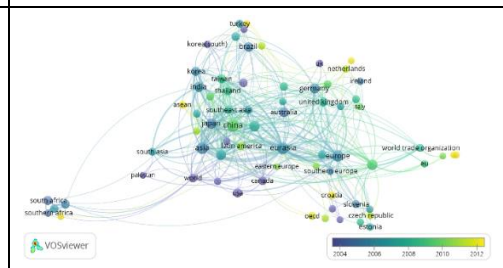 turkey
korea(south)
brazil
us
netherlands
korea
taiwan
india
thailand
germany
ireland
asean
united kingdom
italy
southeast asia
australia
japan
china
latin america
south asia
asia
eurasia
europe
world trade organization
eu
eastern europe
southern europe
pakistan
world
canada
croatia
south africa
slovenia
southern africa
oecd
czech republic
estonia
VOSviewer
2004 2006 2008 2010 2012